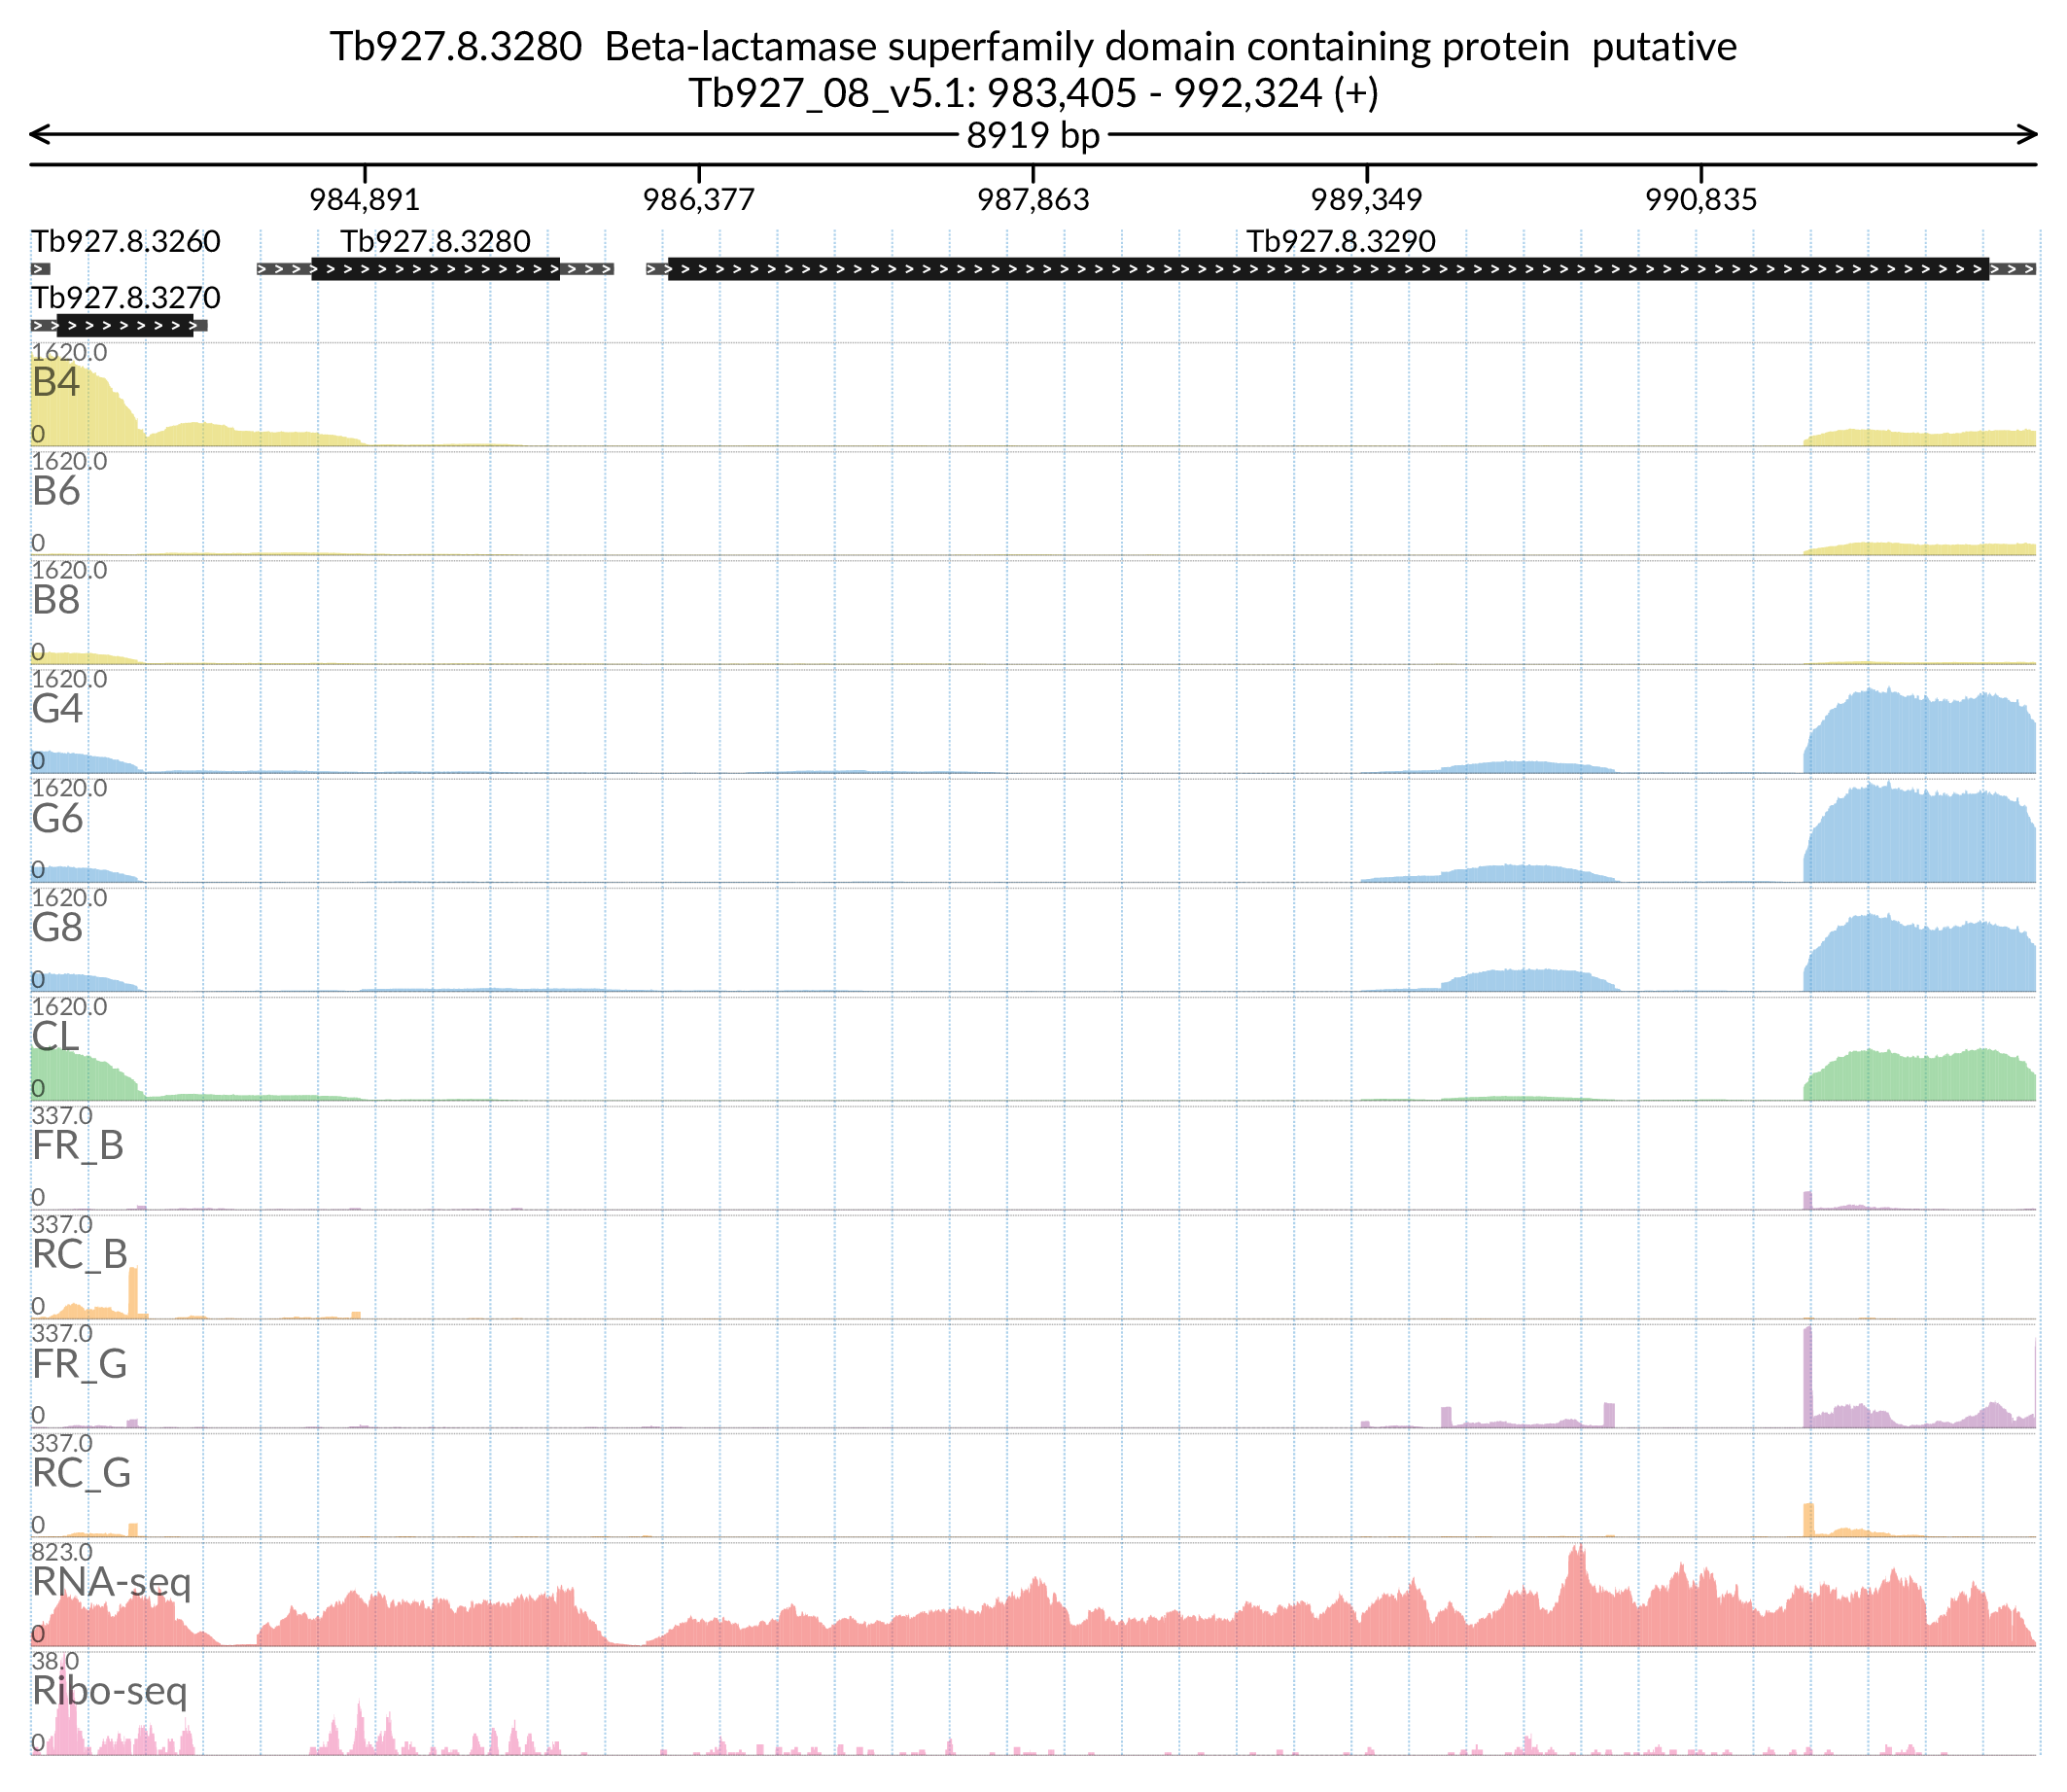 Tb927.8.3280  Beta-lactamase superfamily domain containing protein  putative
Tb927_08_v5.1: 983,405 - 992,324 (+)
8919 bp
984,891 986,377 987,863 989,349 990,835
Tb927.8.3260 Tb927.8.3280 Tb927.8.3290
Tb927.8.3270
1620.0
B4
0
1620.0
B6
0
1620.0
B8
0
1620.0
G4
0
1620.0
G6
0
1620.0
G8
0
1620.0
CL
0
337.0
FR_B
0
337.0
RC_B
0
337.0
FR_G
0
337.0
RC_G
0
823.0
RNA-seq
0
38.0
Ribo-seq
0